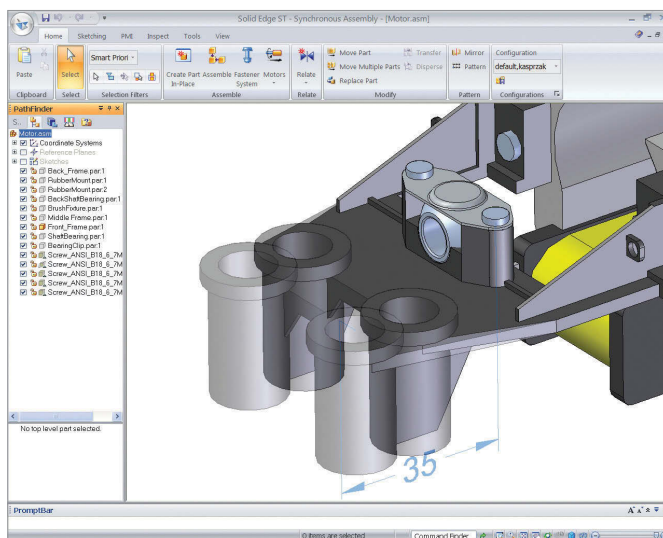 Solid Edge ST - Synchronous Assembly - [Motor.asm]
Home Sketching PMI Inspect Tools View
Paste
Select
Smart Priori
Create Part In-Place
Assemble
Fastener System
Motors
Relate
Move Part
Move Multiple Parts
Replace Part
Transfer
Disperse
Mirror
Pattern
Configuration
default,kasprzak
Clipboard Select Selection Filters Assemble Relate Modify Pattern Configurations
PathFinder
S..
Motor.asm
Coordinate Systems
Reference Planes
Sketches
Back_Frame.par:1
RubberMount.par:1
RubberMount.par:2
BackShaftBearing.par:1
BrushFixture.par:1
Middle Frame.par:1
Front_Frame.par:1
ShaftBearing.par:1
BearingClip.par:1
Screw_ANSI_B18_6_7M
Screw_ANSI_B18_6_7M
Screw_ANSI_B18_6_7M
Screw_ANSI_B18_6_7M
Screw_ANSI_B18_6_7M
No top level part selected.
35
PromptBar
0 items are selected
Command Finder